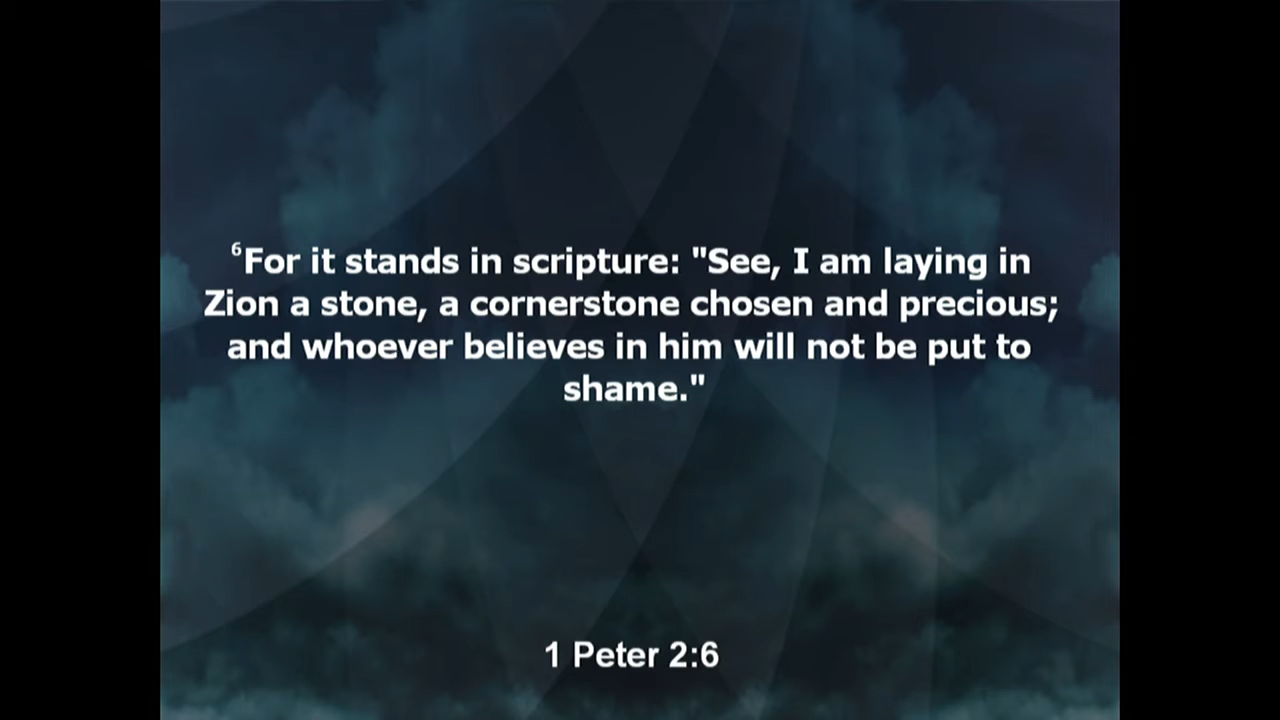 ⁶For it stands in scripture: "See, I am laying in
Zion a stone, a cornerstone chosen and precious;
and whoever believes in him will not be put to
shame."
1 Peter 2:6